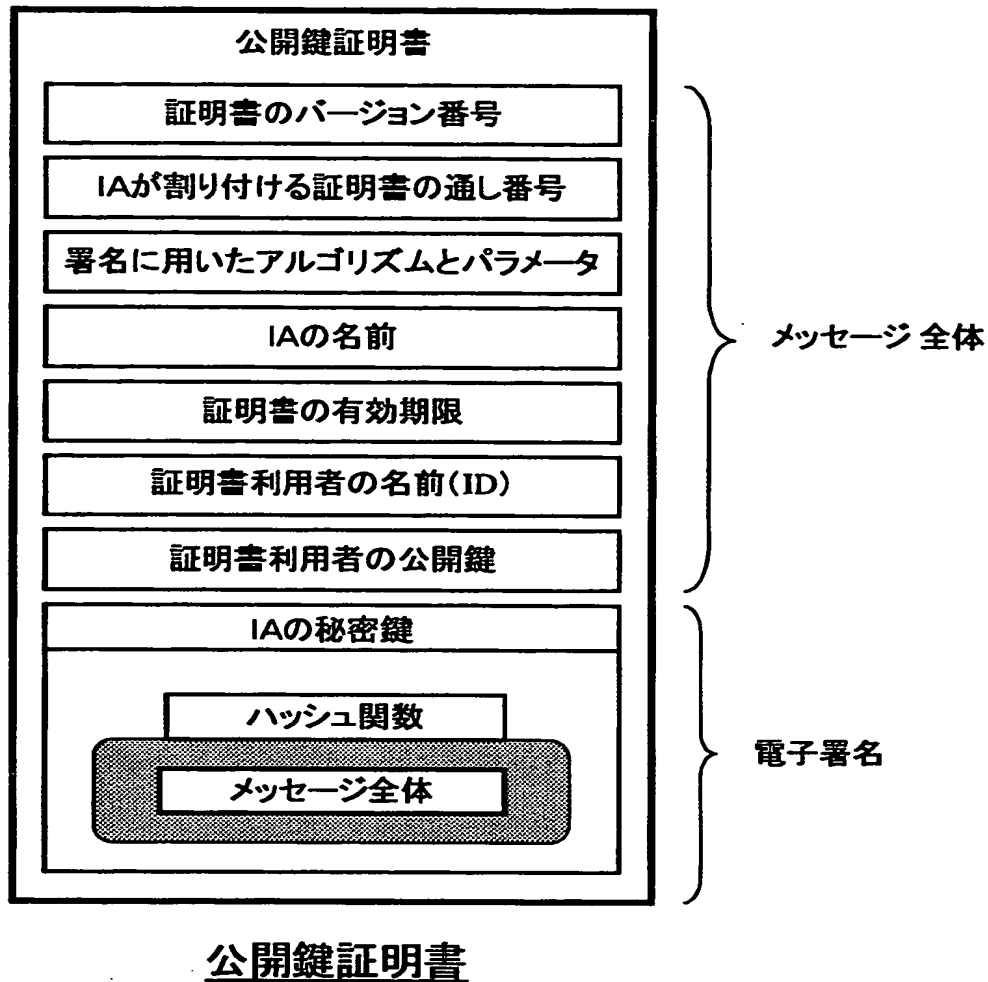 公開鍵証明書
証明書のバージョン番号
IAが割り付ける証明書の通し番号
署名に用いたアルゴリズムとパラメータ
IAの名前
証明書の有効期限
証明書利用者の名前(ID)
証明書利用者の公開鍵
メッセージ 全体
IAの秘密鍵
ハッシュ関数
メッセージ全体
電子署名
公開鍵証明書